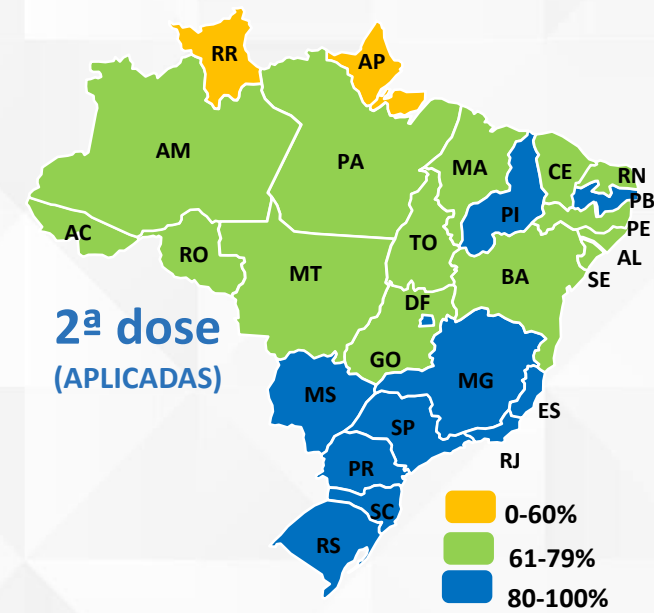 RR
AP
AM
PA
MA
CE
RN
PB
PI
PE
AC
RO
TO
AL
MT
BA
SE
DF
2ª dose
(APLICADAS)
GO
MS
MG
ES
SP
RJ
PR
SC
RS
0-60%
61-79%
80-100%